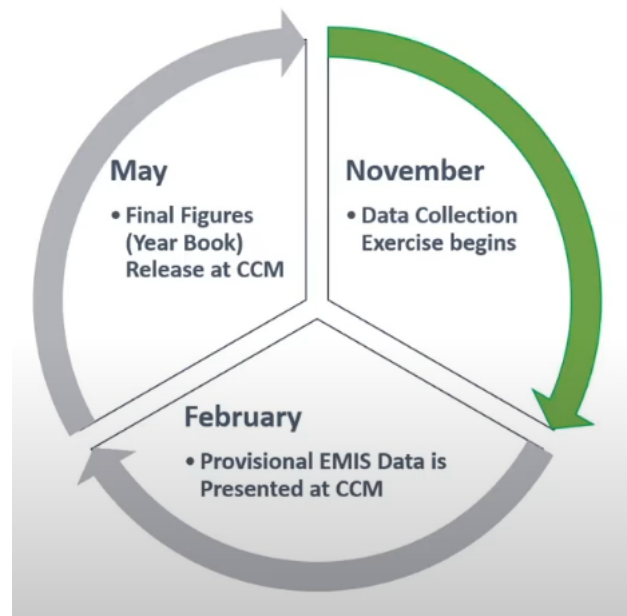 May
• Final Figures
(Year Book)
Release at CCM
November
• Data Collection
Exercise begins
February
• Provisional EMIS Data is
Presented at CCM